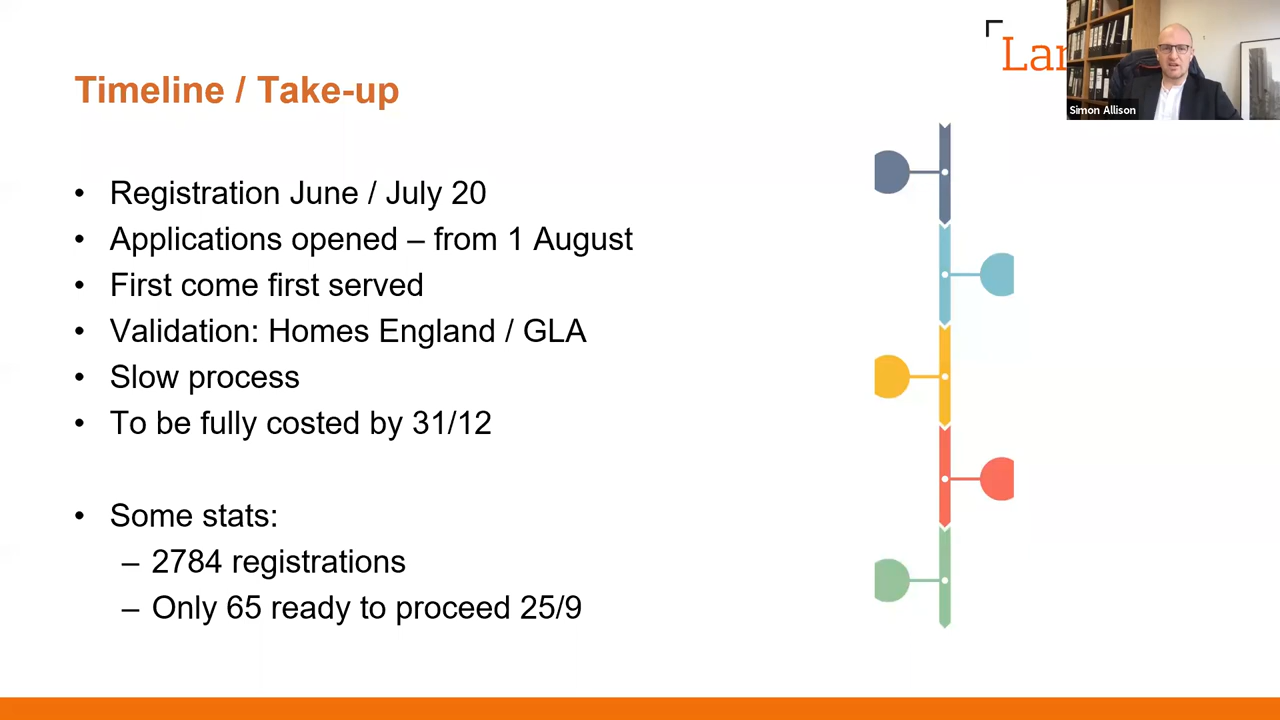 Timeline / Take-up
Simon Allison
• Registration June / July 20
• Applications opened – from 1 August
• First come first served
• Validation: Homes England / GLA
• Slow process
• To be fully costed by 31/12
• Some stats:
– 2784 registrations
– Only 65 ready to proceed 25/9